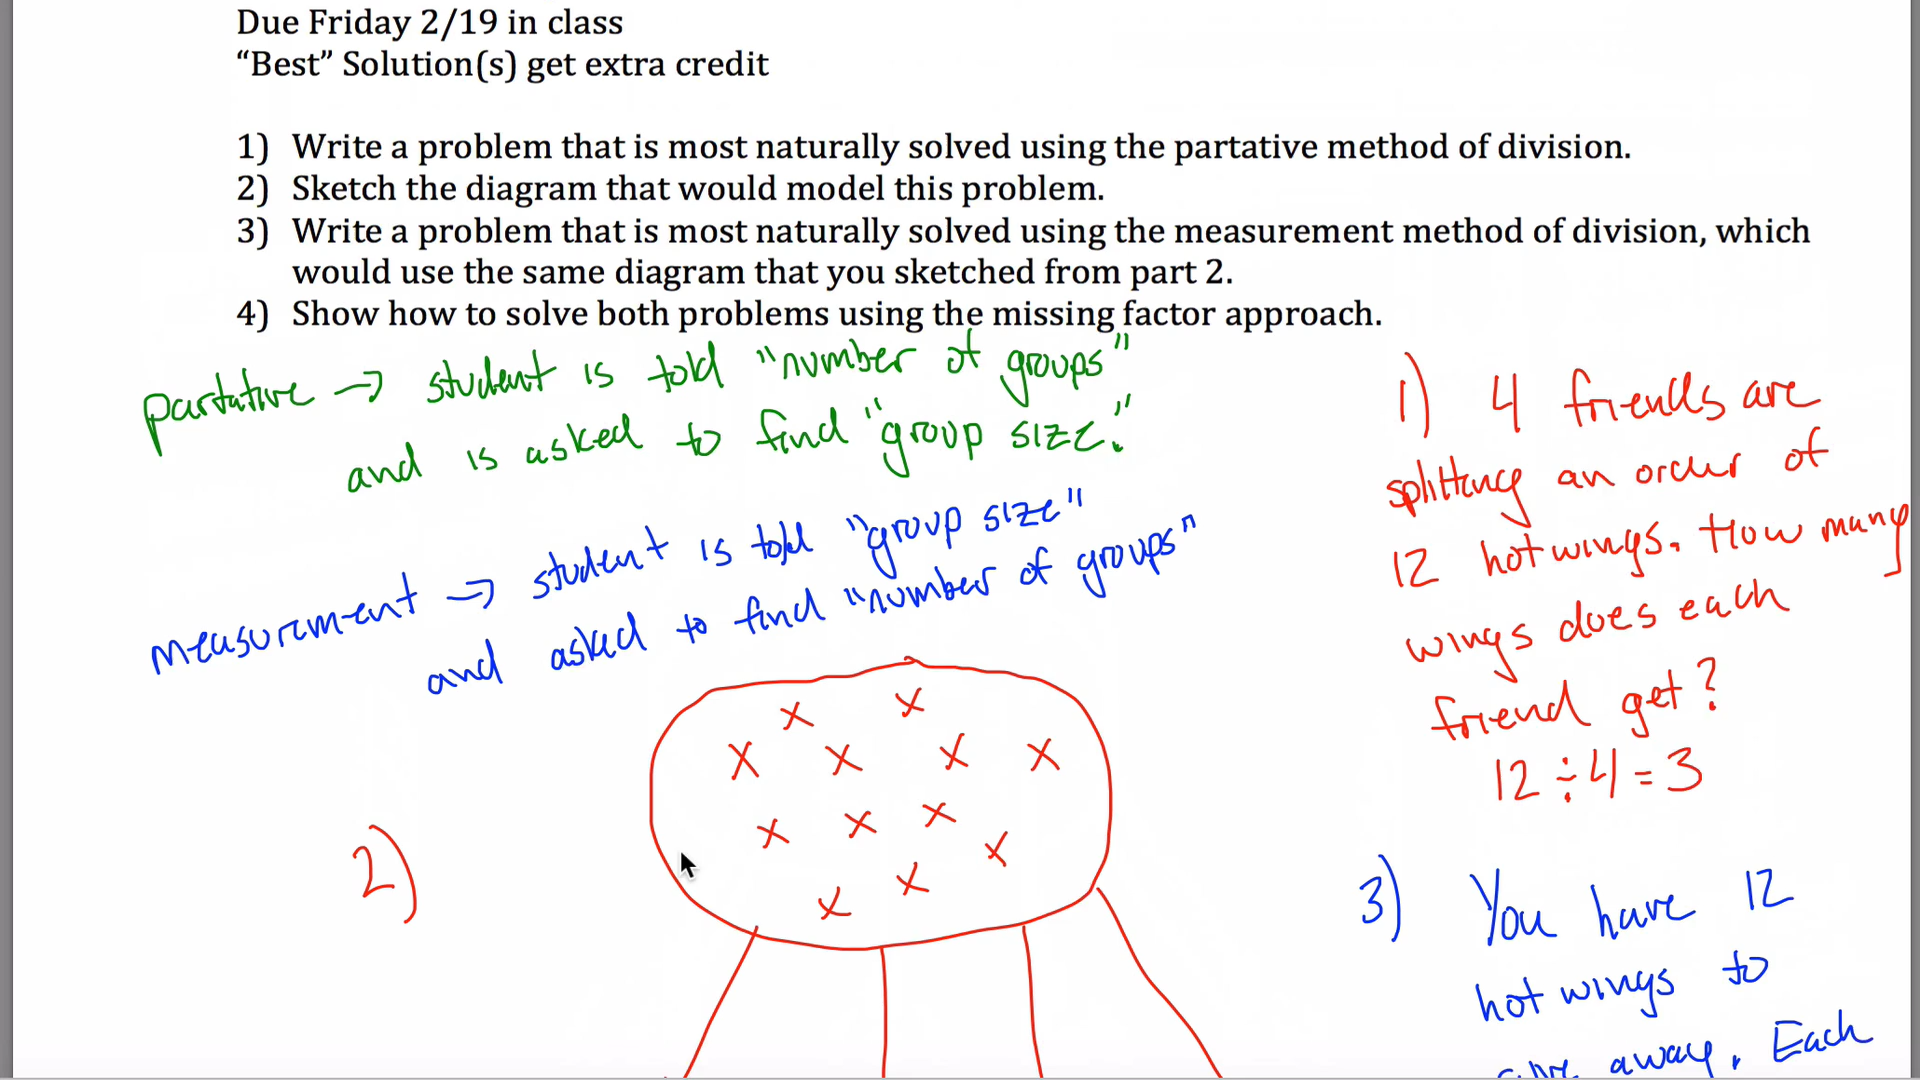 Due Friday 2/19 in class
“Best” Solution(s) get extra credit
1) Write a problem that is most naturally solved using the partative method of division.
2) Sketch the diagram that would model this problem.
3) Write a problem that is most naturally solved using the measurement method of division, which
would use the same diagram that you sketched from part 2.
4) Show how to solve both problems using the missing factor approach.
partative → student is told "number of groups"
and is asked to find "group size."
measurement → student is told "group size"
and asked to find "number of groups"
1) 4 friends are
splitting an order of
12 hot wings. How many
wings does each
friend get?
12 ÷ 4 = 3
2)
x x
x x x x
x x x x
x x
3) You have 12
hot wings to
away. Each